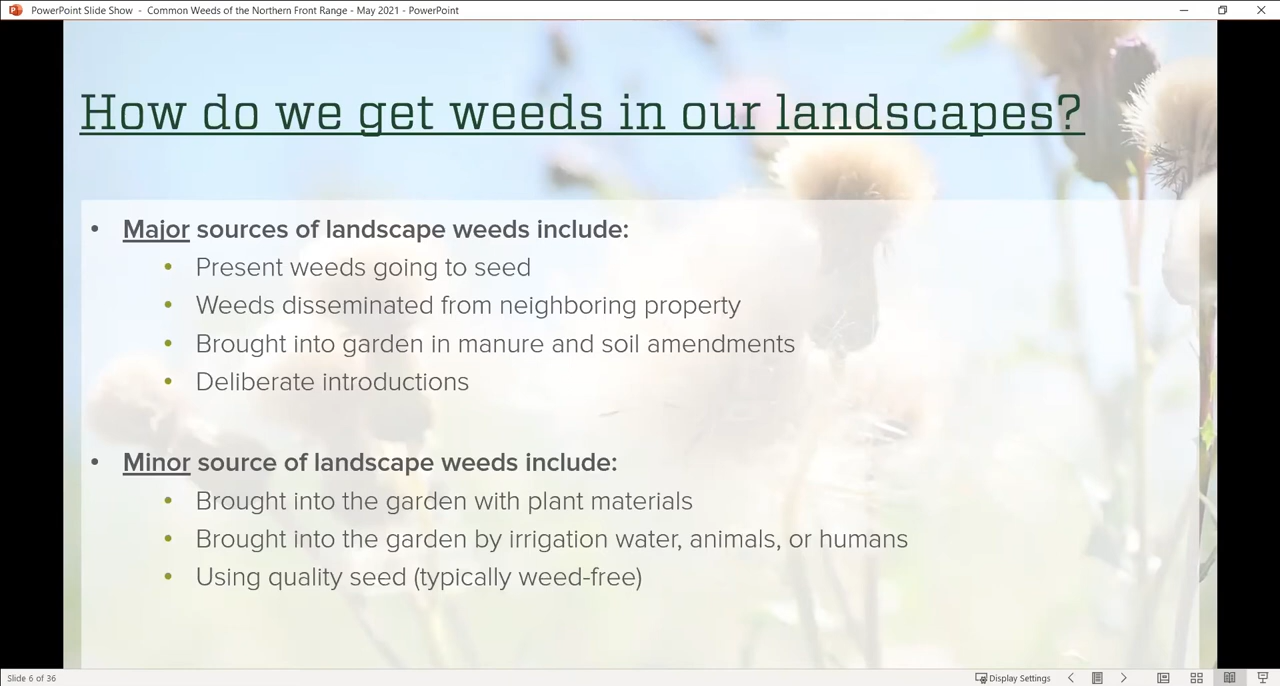 PowerPoint Slide Show - Common Weeds of the Northern Front Range - May 2021 - PowerPoint
How do we get weeds in our landscapes?
• Major sources of landscape weeds include:
• Present weeds going to seed
• Weeds disseminated from neighboring property
• Brought into garden in manure and soil amendments
• Deliberate introductions
• Minor source of landscape weeds include:
• Brought into the garden with plant materials
• Brought into the garden by irrigation water, animals, or humans
• Using quality seed (typically weed-free)
Slide 6 of 36
Display Settings